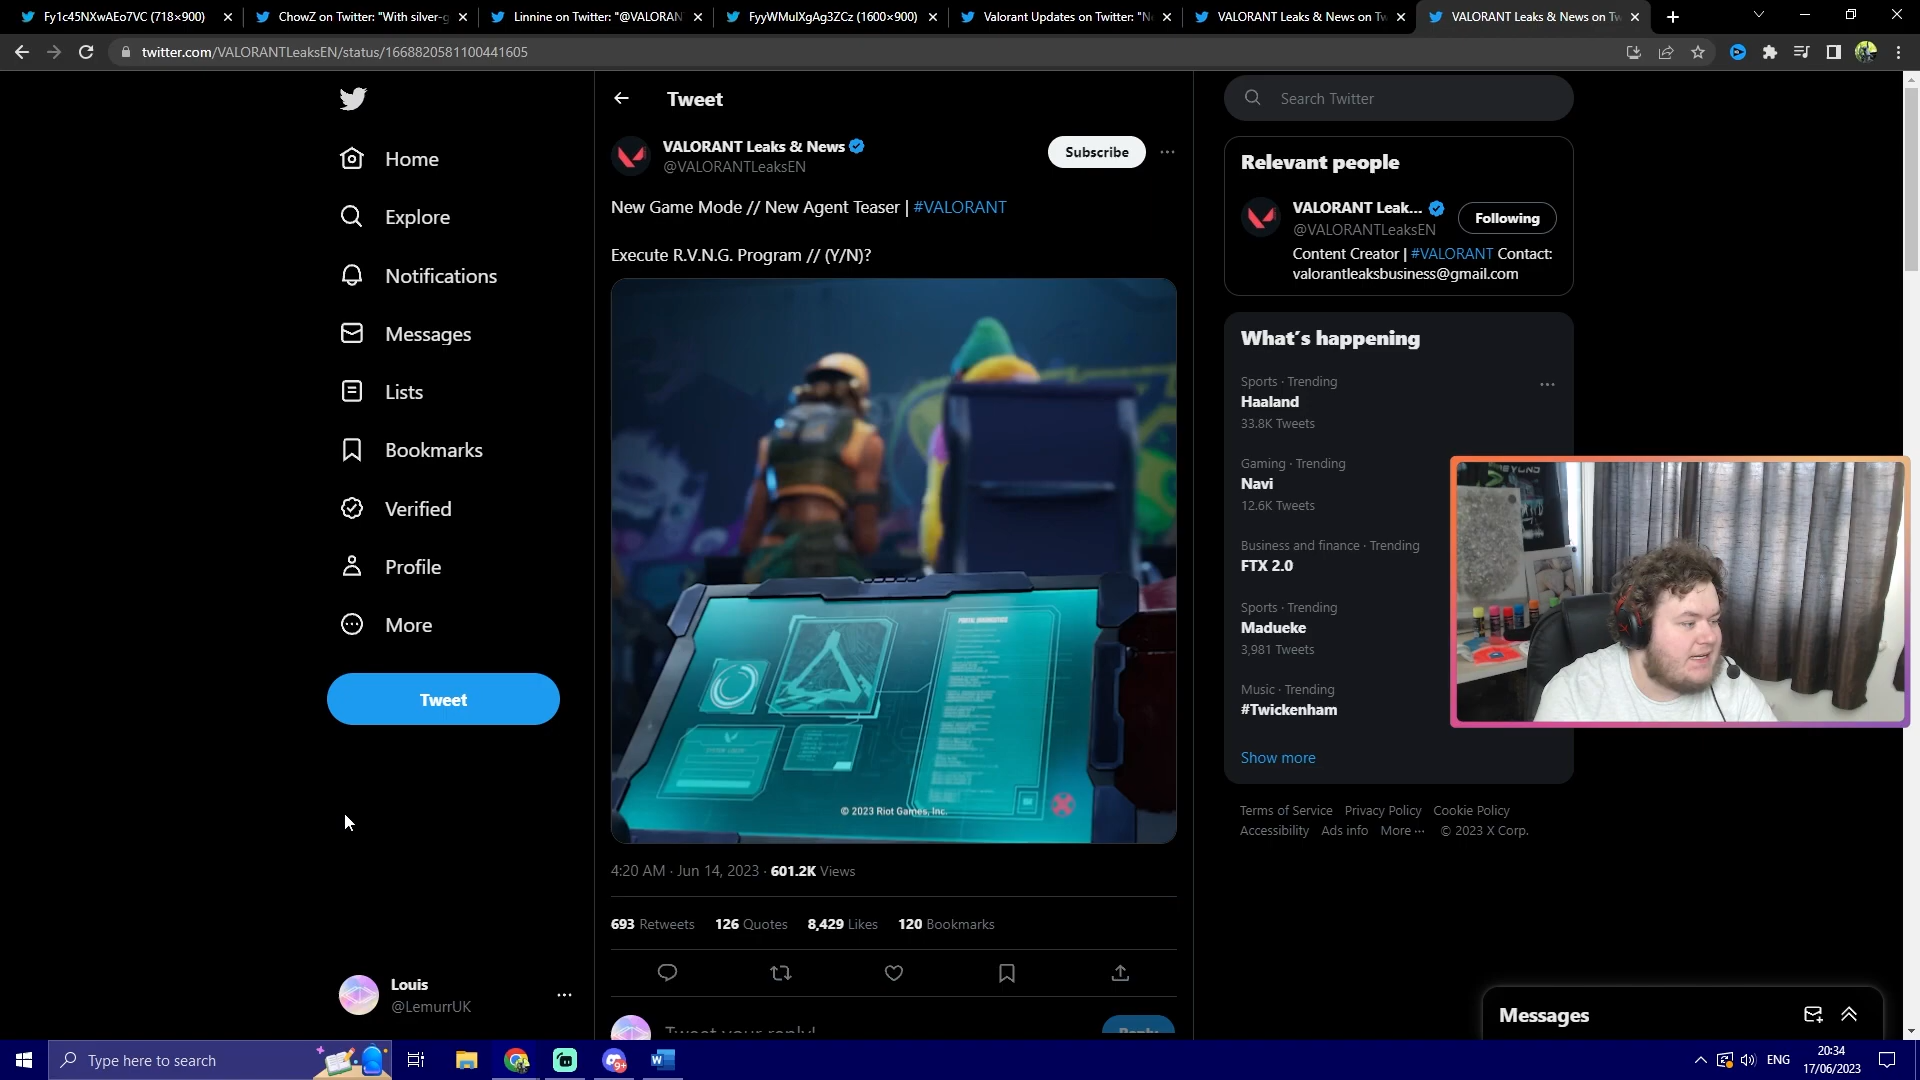 Fy1c45NXwAEo7VC (718×900)
ChowZ on Twitter: "With silver-g
Linnine on Twitter: "@VALORAN
FyyWMuIXgAg3ZCz (1600×900)
Valorant Updates on Twitter: "N
VALORANT Leaks & News on Tw
VALORANT Leaks & News on Tw
twitter.com/VALORANTLeaksEN/status/1668820581100441605
Home
Explore
Notifications
Messages
Lists
Bookmarks
Verified
Profile
More
Tweet
Louis
@LemurrUK
Tweet
VALORANT Leaks & News
@VALORANTLeaksEN
Subscribe
New Game Mode // New Agent Teaser | #VALORANT
Execute R.V.N.G. Program // (Y/N)?
PORTAL DIAGNOSTICS
© 2023 Riot Games, Inc.
4:20 AM · Jun 14, 2023 · 601.2K Views
693 Retweets 126 Quotes 8,429 Likes 120 Bookmarks
Tweet your reply!
Reply
Search Twitter
Relevant people
VALORANT Leak...
Following
@VALORANTLeaksEN
Content Creator | #VALORANT Contact:
valorantleaksbusiness@gmail.com
What's happening
Sports · Trending
Haaland
33.8K Tweets
Gaming · Trending
Navi
12.6K Tweets
Business and finance · Trending
FTX 2.0
Sports · Trending
Madueke
3,981 Tweets
Music · Trending
#Twickenham
Show more
Terms of Service Privacy Policy Cookie Policy
Accessibility Ads info More ··· © 2023 X Corp.
Messages
Type here to search
9+
ENG
20:34
17/06/2023